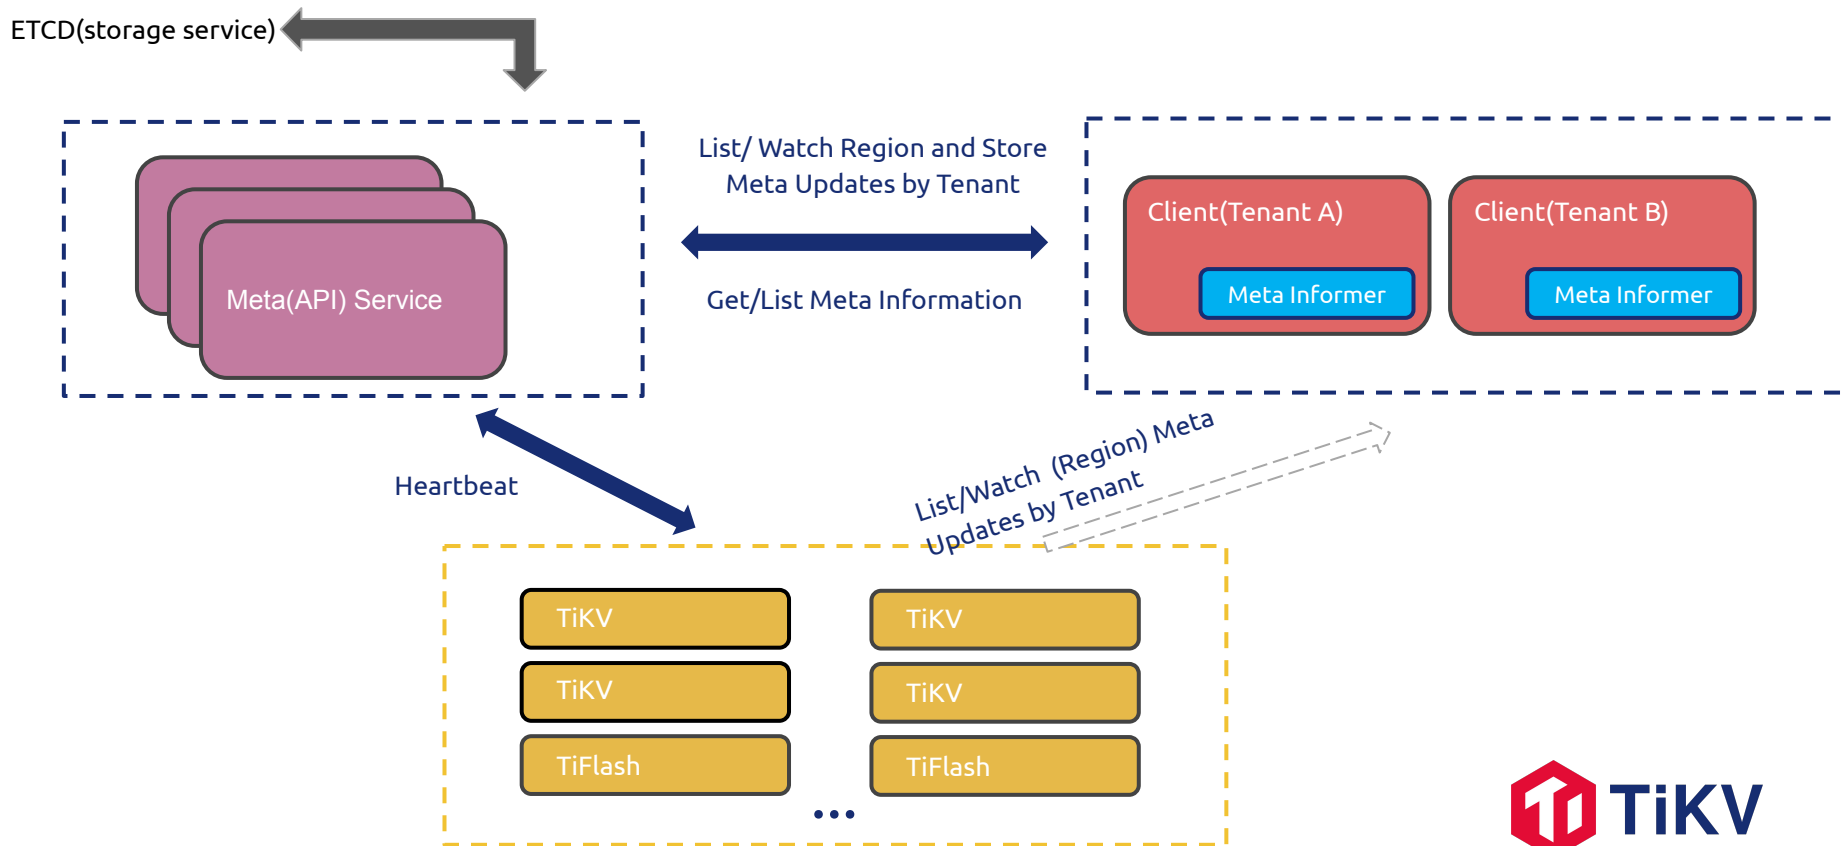 ETCD(storage service)
List/ Watch Region and Store
Meta Updates by Tenant
Get/List Meta Information
Meta(API) Service
Client(Tenant A)
Meta Informer
Client(Tenant B)
Meta Informer
Heartbeat
List/Watch (Region) Meta
Updates by Tenant
TiKV
TiKV
TiFlash
TiKV
TiKV
TiFlash
...
TiKV